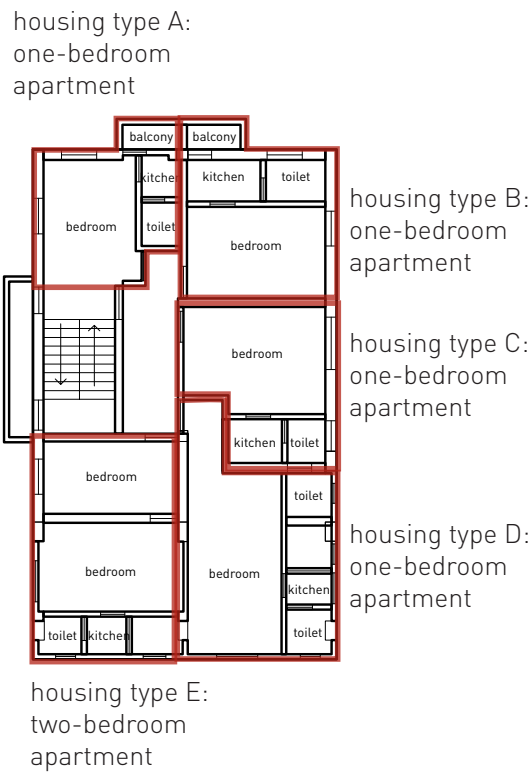 housing type A:
one-bedroom
apartment
balcony
balcony
kitchen
kitchen
toilet
bedroom
toilet
bedroom
housing type B:
one-bedroom
apartment
bedroom
housing type C:
one-bedroom
apartment
kitchen
toilet
bedroom
toilet
bedroom
bedroom
kitchen
toilet
kitchen
toilet
housing type D:
one-bedroom
apartment
housing type E:
two-bedroom
apartment